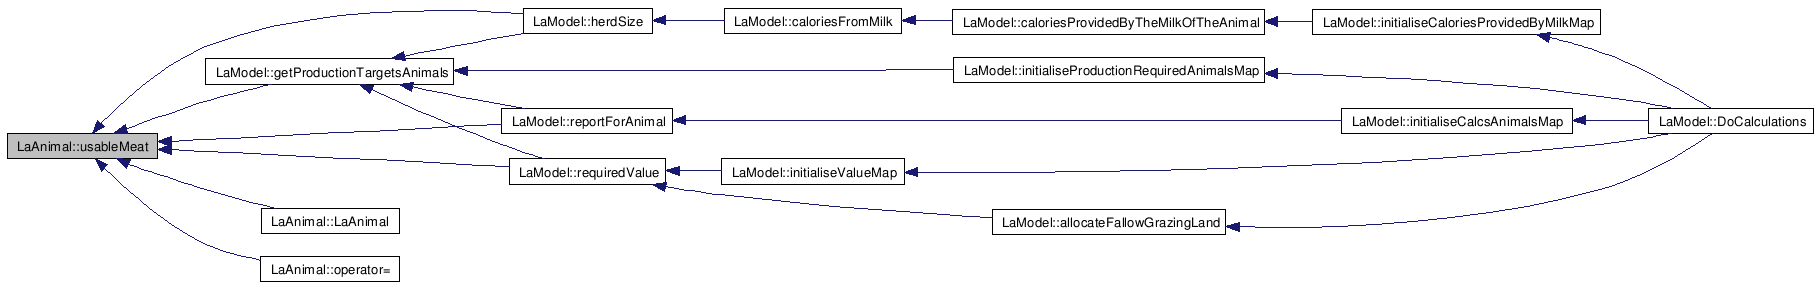 LaModel::herdSize
LaModel::caloriesFromMilk
LaModel::caloriesProvidedByTheMilkOfTheAnimal
LaModel::initialiseCaloriesProvidedByMilkMap
LaModel::getProductionTargetsAnimals
LaModel::initialiseProductionRequiredAnimalsMap
LaModel::reportForAnimal
LaModel::initialiseCalcsAnimalsMap
LaModel::DoCalculations
LaAnimal::usableMeat
LaModel::requiredValue
LaModel::initialiseValueMap
LaAnimal::LaAnimal
LaModel::allocateFallowGrazingLand
LaAnimal::operator=